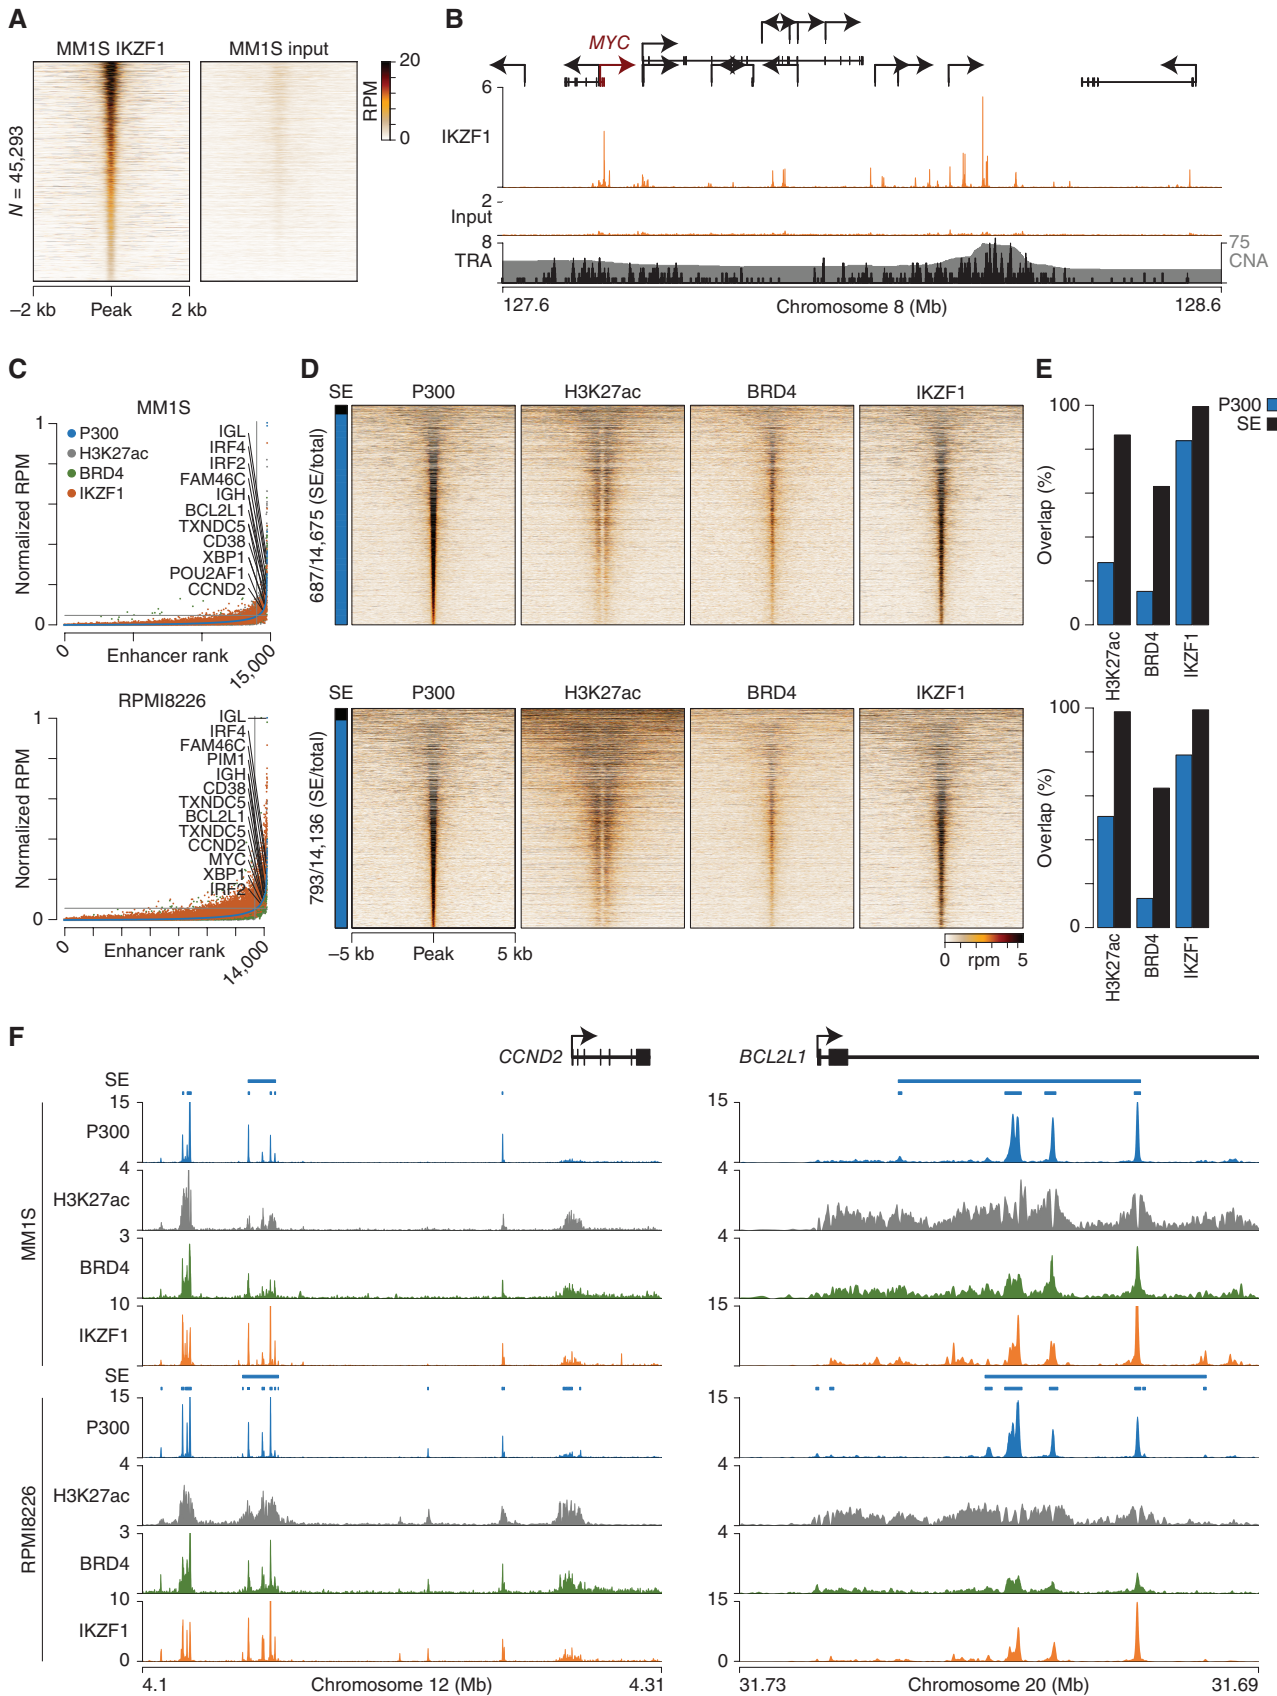 A
MM1S IKZF1
MM1S input
20
RPM
0
N = 45,293
–2 kb
Peak
2 kb
B
MYC
6
IKZF1
2
Input
8
TRA
75
CNA
127.6
Chromosome 8 (Mb)
128.6
C
MM1S
1
P300
H3K27ac
BRD4
IKZF1
IGL
IRF4
IRF2
FAM46C
IGH
BCL2L1
TXNDC5
CD38
XBP1
POU2AF1
CCND2
Normalized RPM
0
0
Enhancer rank
15,000
RPMI8226
1
IGL
IRF4
FAM46C
PIM1
IGH
CD38
TXNDC5
BCL2L1
TXNDC5
CCND2
MYC
XBP1
IRF2
Normalized RPM
0
0
Enhancer rank
14,000
D
SE
P300
H3K27ac
BRD4
IKZF1
687/14,675 (SE/total)
SE
P300
H3K27ac
BRD4
IKZF1
793/14,136 (SE/total)
–5 kb
Peak
5 kb
0
rpm
5
E
P300
SE
100
Overlap (%)
0
H3K27ac
BRD4
IKZF1
100
Overlap (%)
0
H3K27ac
BRD4
IKZF1
F
CCND2
BCL2L1
MM1S
SE
15
P300
4
H3K27ac
3
BRD4
10
IKZF1
15
4
4
15
RPMI8226
SE
15
P300
4
H3K27ac
3
BRD4
10
IKZF1
0
15
4
4
15
0
4.1
Chromosome 12 (Mb)
4.31
31.73
Chromosome 20 (Mb)
31.69